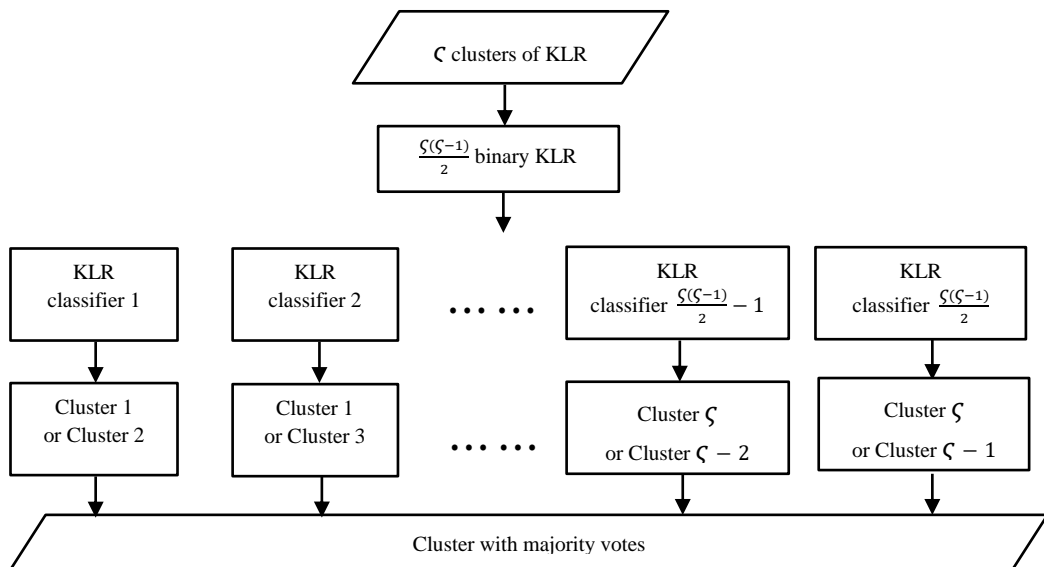 ς clusters of KLR
ς(ς−1)/2 binary KLR
KLR
classifier 1
KLR
classifier 2
…  …
KLR
classifier ς(ς−1)/2 − 1
KLR
classifier ς(ς−1)/2
Cluster 1
or Cluster 2
Cluster 1
or Cluster 3
…  …
Cluster ς
or Cluster ς − 2
Cluster ς
or Cluster ς − 1
Cluster with majority votes